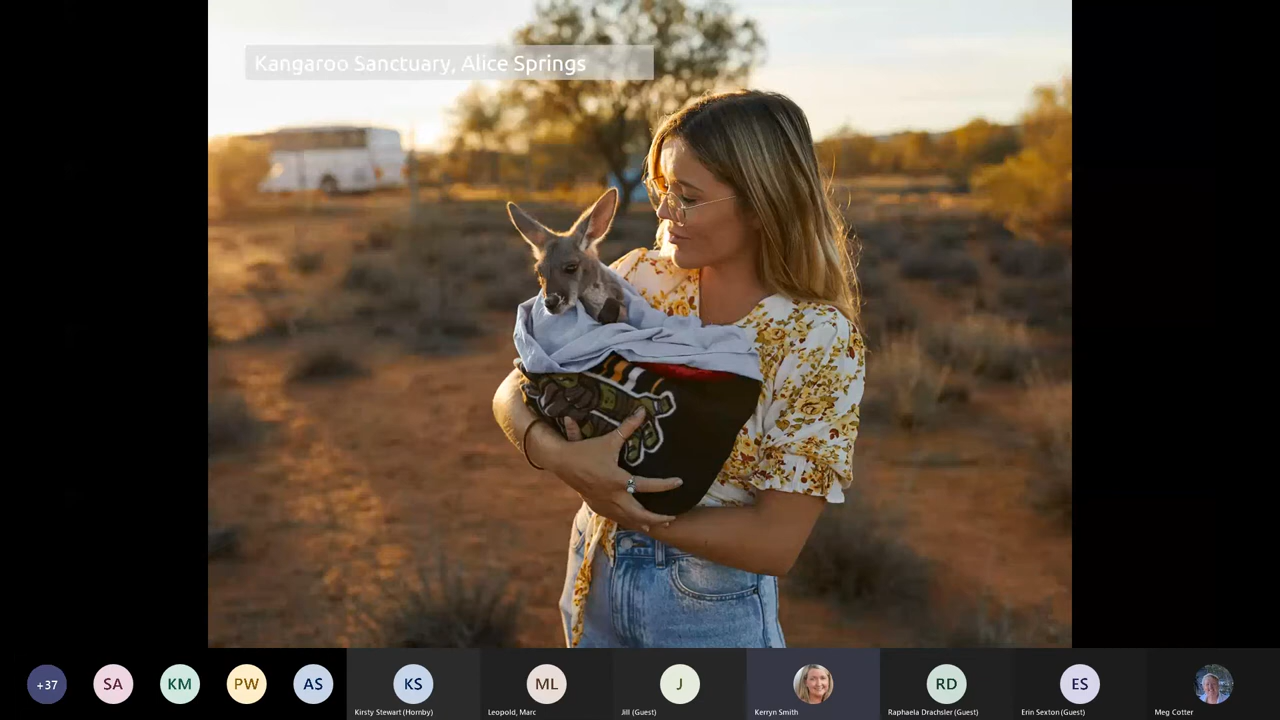 Kangaroo Sanctuary, Alice Springs
+37
SA
KM
PW
AS
KS
ML
J
RD
ES
Kirsty Stewart (Hornby)
Leopold, Marc
Jill (Guest)
Kerryn Smith
Raphaela Drachsler (Guest)
Erin Sexton (Guest)
Meg Cotter